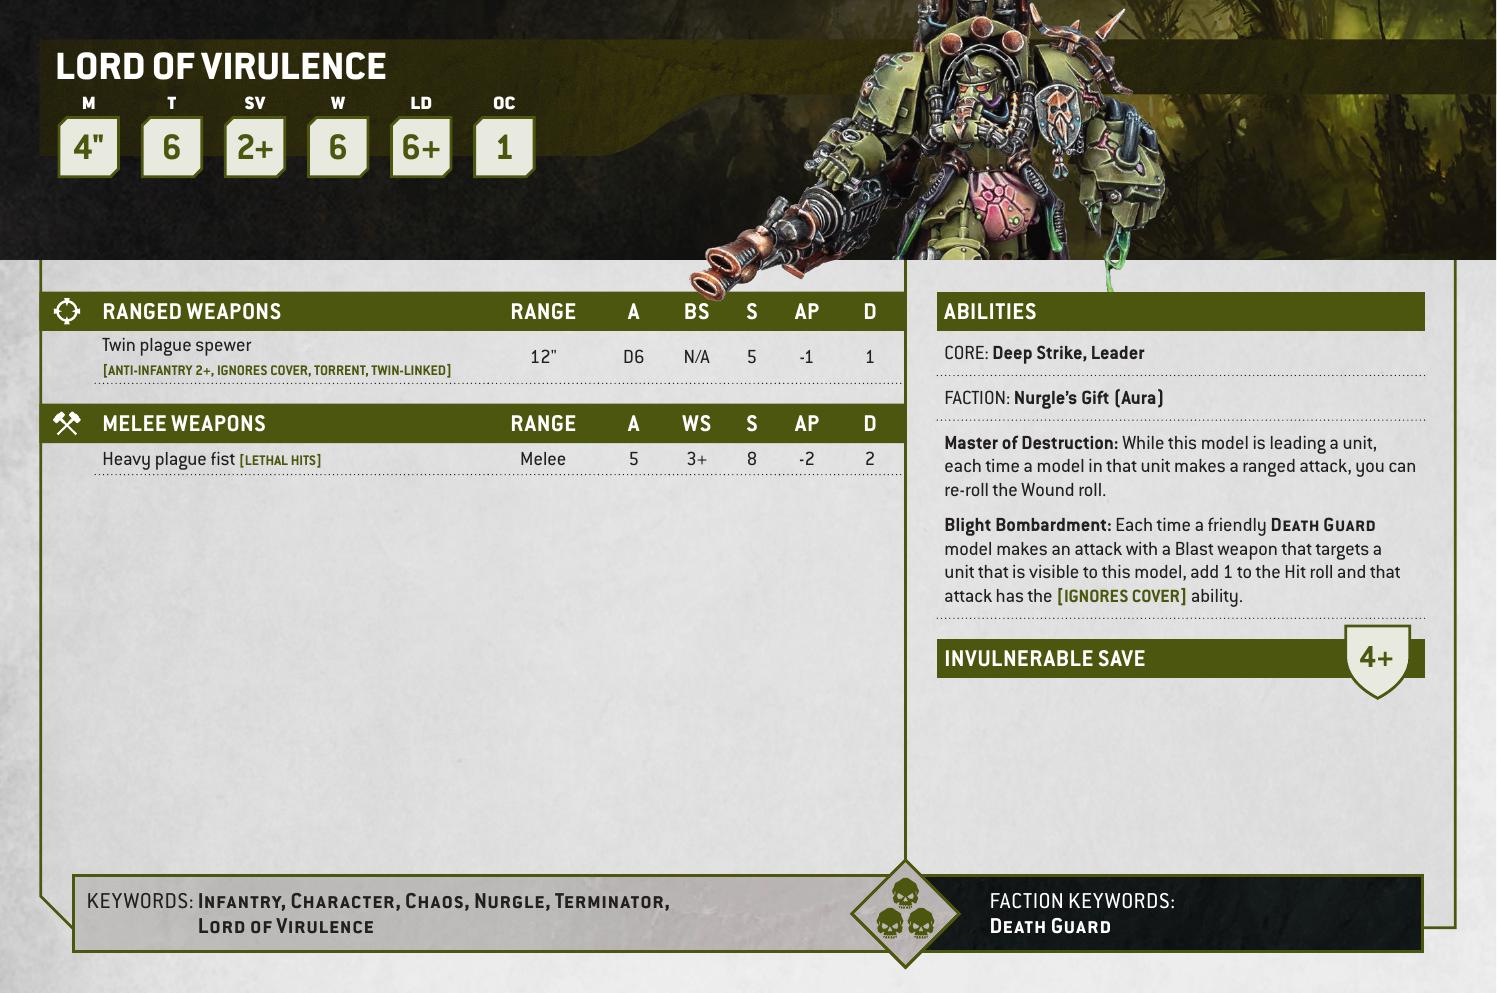 LORD OF VIRULENCE
M T SV W LD OC
4" 6 2+ 6 6+ 1
RANGED WEAPONS RANGE A BS S AP D
Twin plague spewer 12" D6 N/A 5 -1 1
[ANTI-INFANTRY 2+, IGNORES COVER, TORRENT, TWIN-LINKED]
MELEE WEAPONS RANGE A WS S AP D
Heavy plague fist [LETHAL HITS] Melee 5 3+ 8 -2 2
ABILITIES
CORE: Deep Strike, Leader
FACTION: Nurgle’s Gift (Aura)
Master of Destruction: While this model is leading a unit,
each time a model in that unit makes a ranged attack, you can
re-roll the Wound roll.
Blight Bombardment: Each time a friendly DEATH GUARD
model makes an attack with a Blast weapon that targets a
unit that is visible to this model, add 1 to the Hit roll and that
attack has the [IGNORES COVER] ability.
INVULNERABLE SAVE 4+
KEYWORDS: INFANTRY, CHARACTER, CHAOS, NURGLE, TERMINATOR,
LORD OF VIRULENCE
FACTION KEYWORDS:
DEATH GUARD